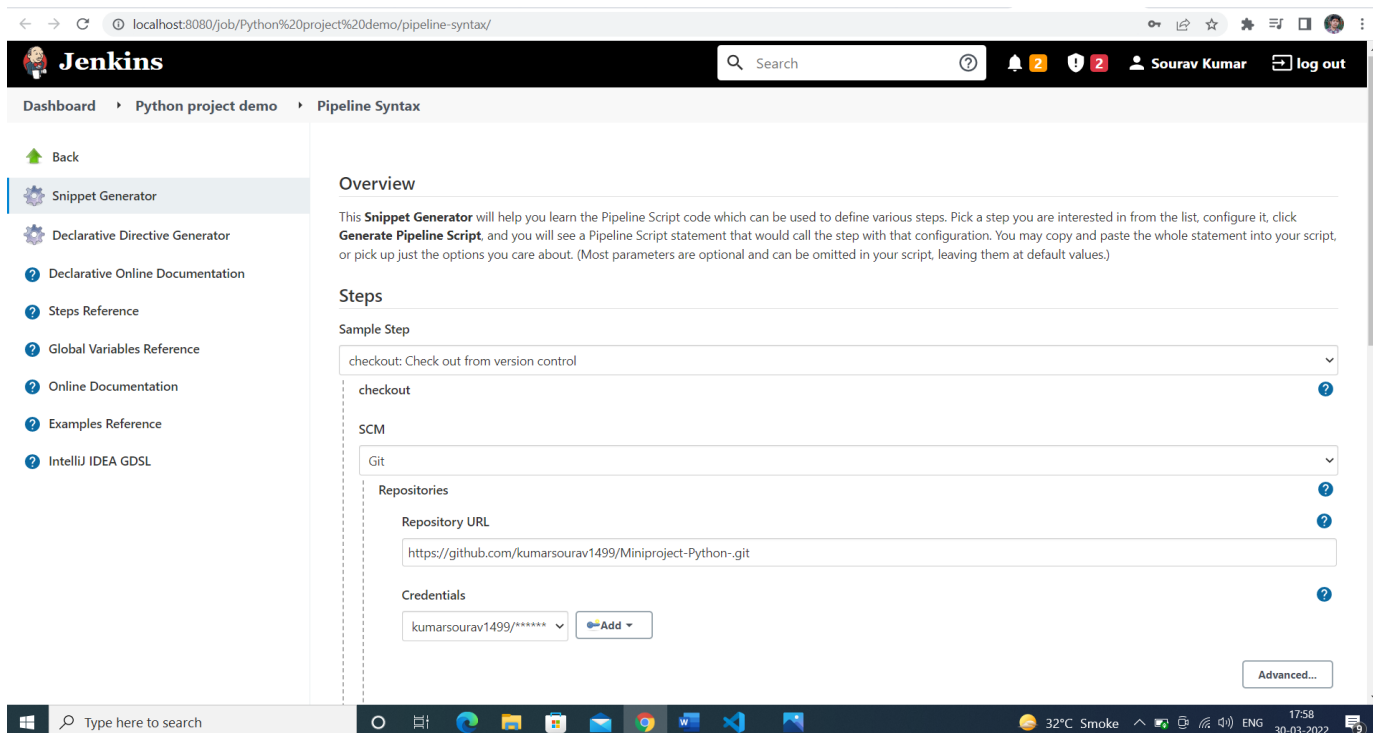 localhost:8080/job/Python%20project%20demo/pipeline-syntax/
Jenkins
Search
2
2
Sourav Kumar
log out
Dashboard
Python project demo
Pipeline Syntax
Back
Snippet Generator
Declarative Directive Generator
Declarative Online Documentation
Steps Reference
Global Variables Reference
Online Documentation
Examples Reference
IntelliJ IDEA GDSL
Overview
This Snippet Generator will help you learn the Pipeline Script code which can be used to define various steps. Pick a step you are interested in from the list, configure it, click
Generate Pipeline Script, and you will see a Pipeline Script statement that would call the step with that configuration. You may copy and paste the whole statement into your script,
or pick up just the options you care about. (Most parameters are optional and can be omitted in your script, leaving them at default values.)
Steps
Sample Step
checkout: Check out from version control
checkout
SCM
Git
Repositories
Repository URL
https://github.com/kumarsourav1499/Miniproject-Python-.git
Credentials
kumarsourav1499/******
Add
Advanced...
Type here to search
32°C Smoke
ENG
17:58
30-03-2022
9